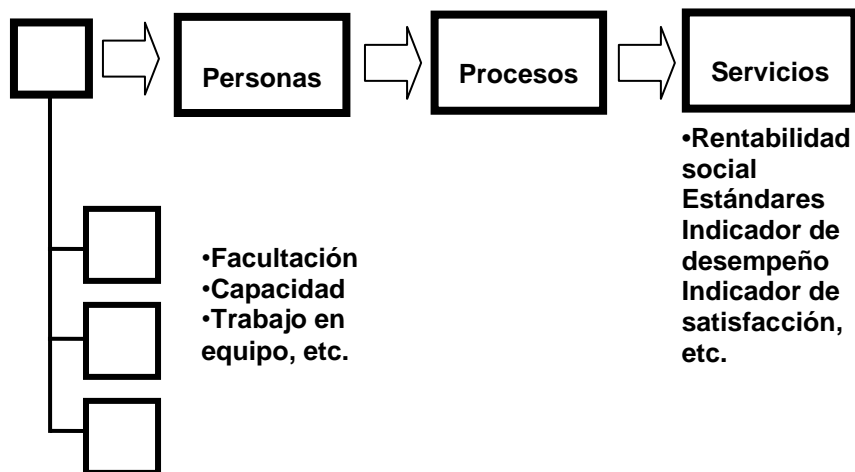 Personas
Procesos
Servicios
•Facultación
•Capacidad
•Trabajo en
equipo, etc.
•Rentabilidad
social
Estándares
Indicador de
desempeño
Indicador de
satisfacción,
etc.